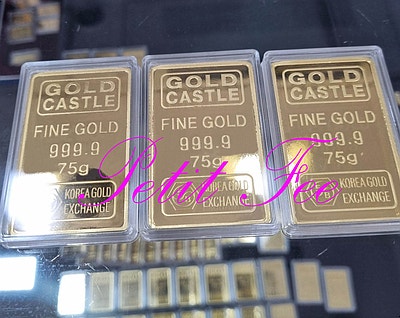 GOLD
CASTLE
FINE GOLD
999.9
75g
KOREA GOLD
EXCHANGE
GOLD
CASTLE
FINE GOLD
999.9
75g
KOREA GOLD
EXCHANGE
GOLD
CASTLE
FINE GOLD
999.9
75g
KOREA GOLD
EXCHANGE
Petit Fee